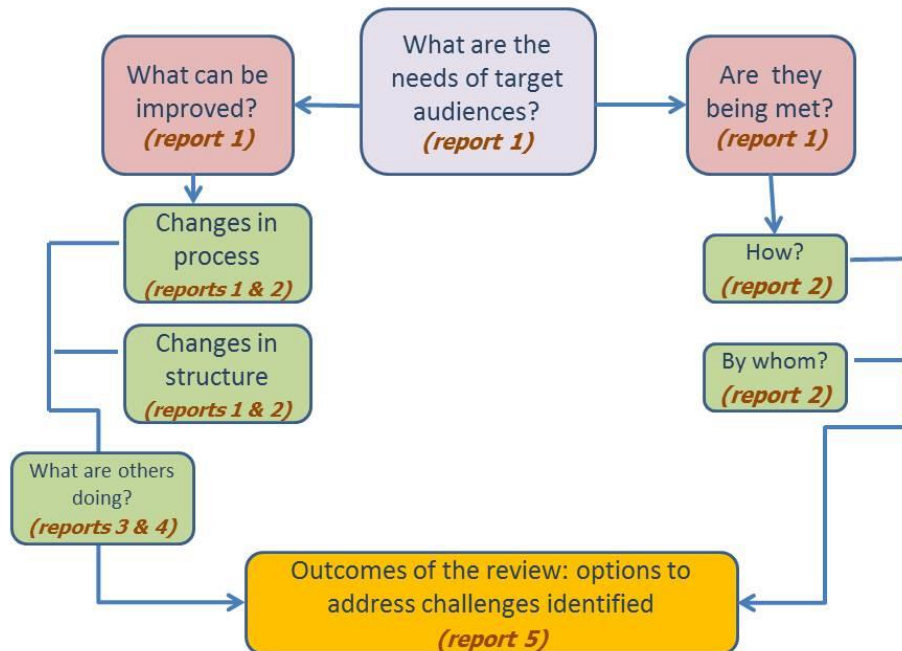 What can be
improved?
(report 1)
What are the
needs of target
audiences?
(report 1)
Are they
being met?
(report 1)
Changes in
process
(reports 1 & 2)
How?
(report 2)
Changes in
structure
(reports 1 & 2)
By whom?
(report 2)
What are others
doing?
(reports 3 & 4)
Outcomes of the review: options to
address challenges identified
(report 5)